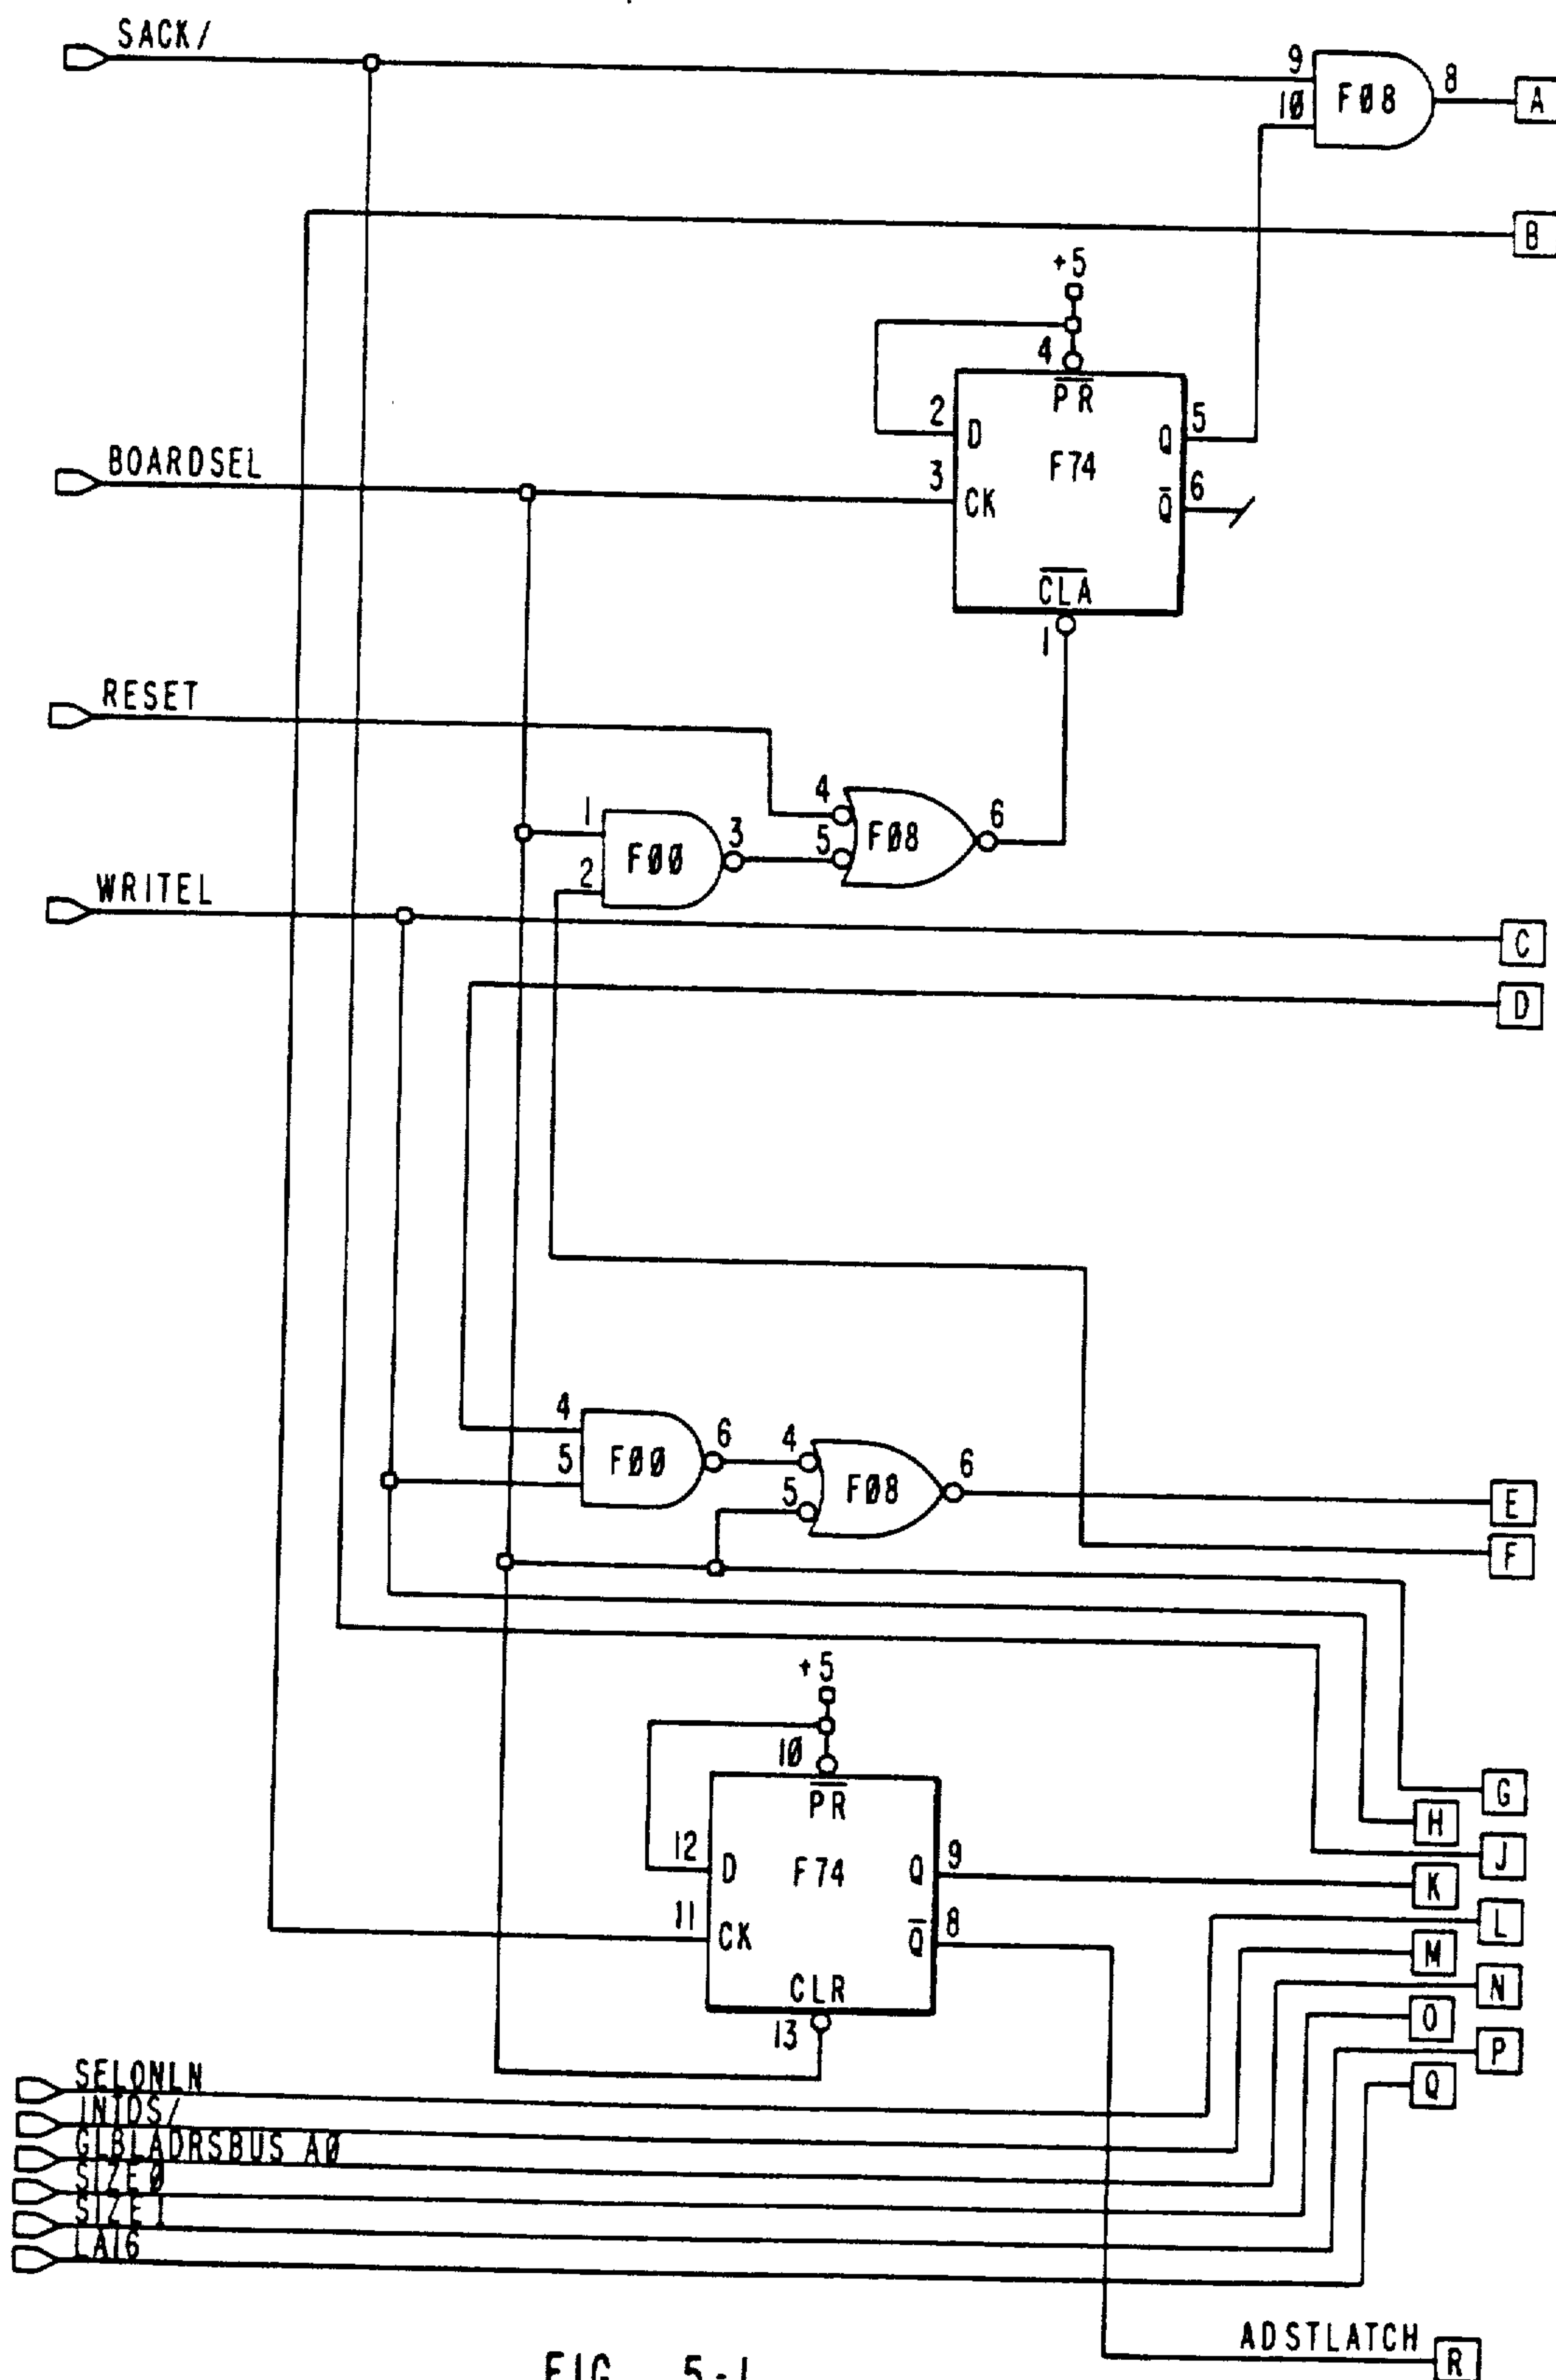 SACK/
9
10
F08
8
A
B
+5
4
PR
2
D
5
Q
F74
BOARDSEL
3
CK
6
Q
CLA
1
RESET
4
5
F08
6
1
2
F00
3
WRITEL
C
D
4
5
F00
6
4
5
F08
6
E
F
+5
10
PR
G
H
12
D
F74
Q
9
J
K
11
CK
Q
8
L
M
CLR
13
N
O
P
Q
SELONLN
INTDS/
GLBLADRSBUS A0
SIZE0
SIZE1
LA16
ADSTLATCH
R
FIG. 5-1